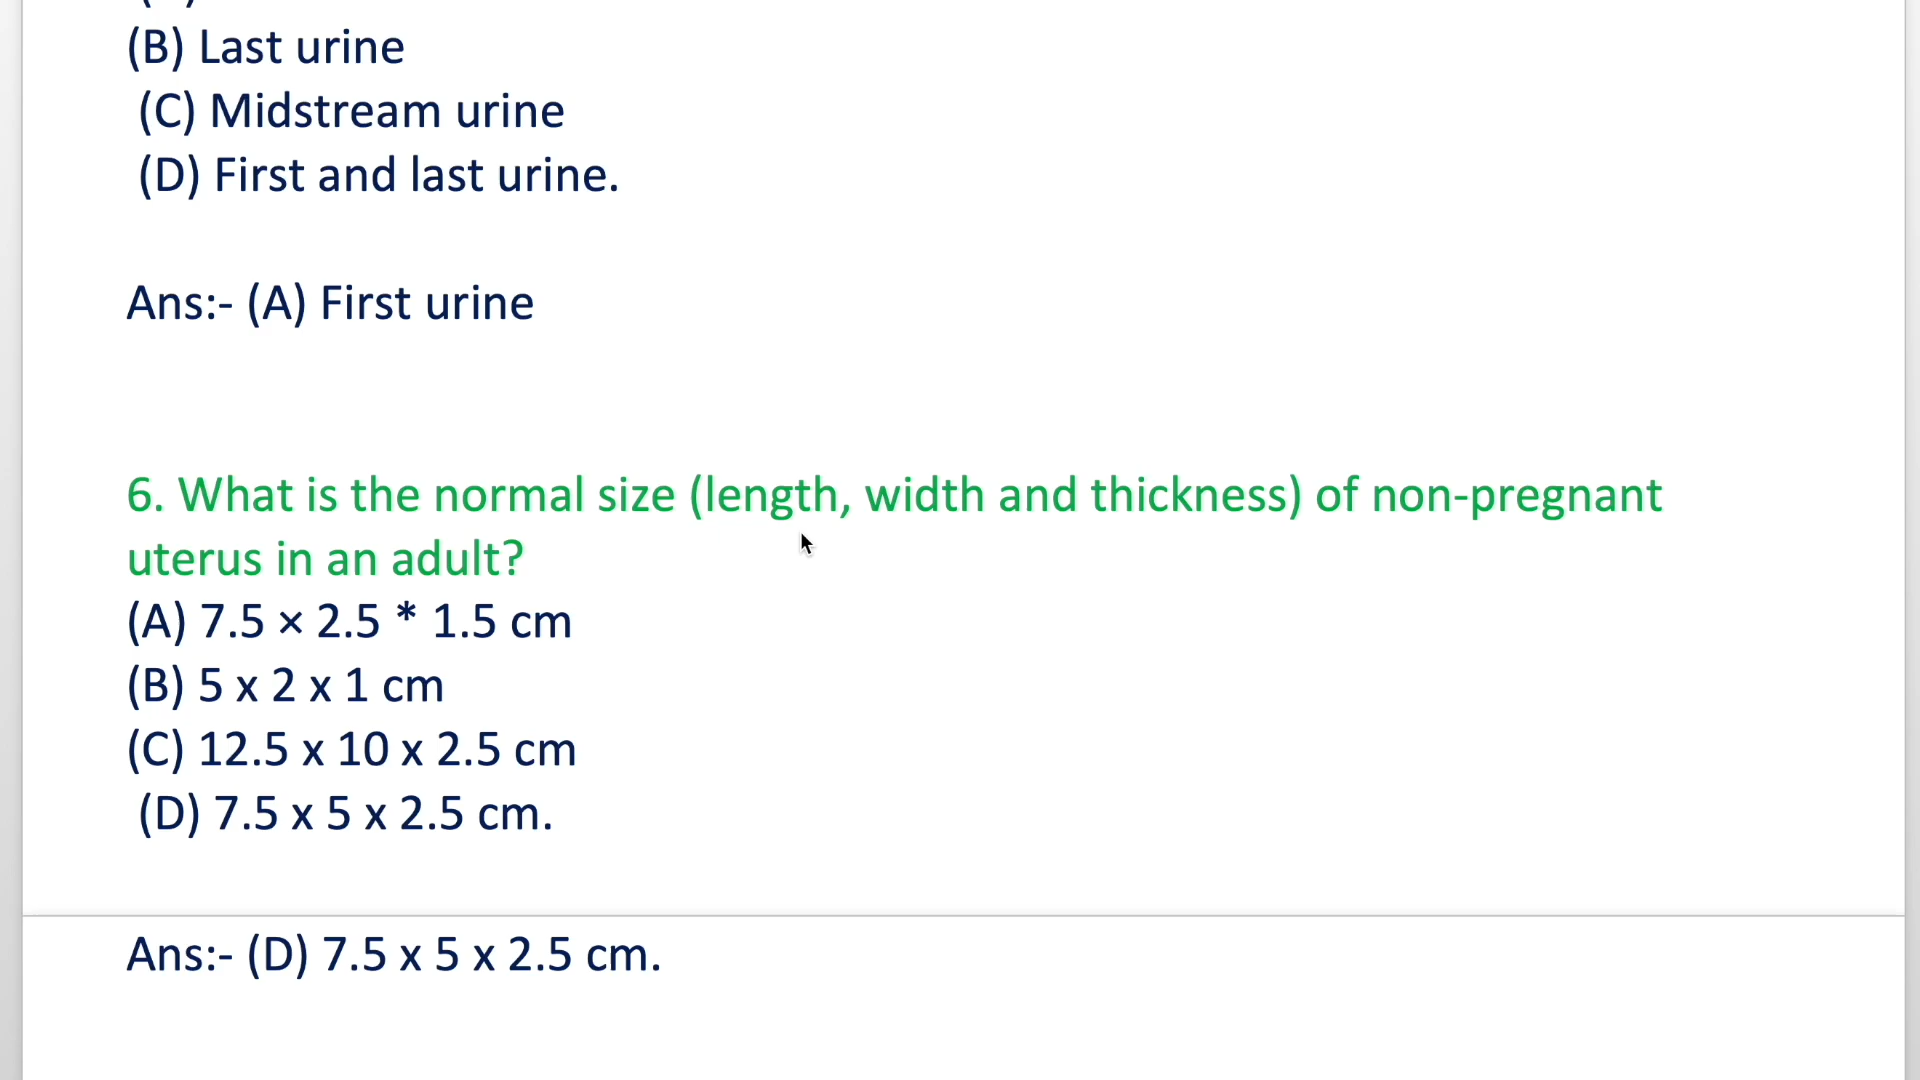 (B) Last urine
(C) Midstream urine
(D) First and last urine.
Ans:- (A) First urine
6. What is the normal size (length, width and thickness) of non-pregnant
uterus in an adult?
(A) 7.5 × 2.5 * 1.5 cm
(B) 5 x 2 x 1 cm
(C) 12.5 x 10 x 2.5 cm
(D) 7.5 x 5 x 2.5 cm.
Ans:- (D) 7.5 x 5 x 2.5 cm.